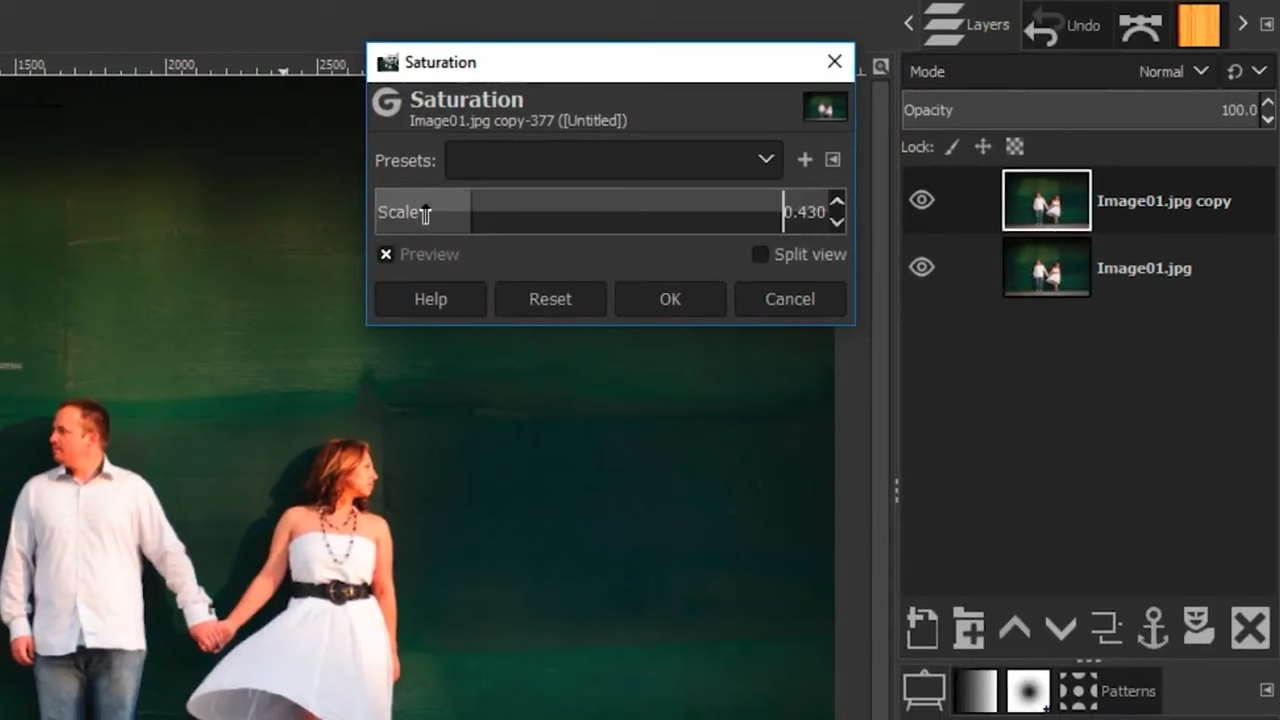 Layers
Undo
1500
2000
2500
Saturation
Mode
Normal
Saturation
Image01.jpg copy-377 ([Untitled])
Opacity
100.0
Lock:
Presets:
Scale
0.430
Image01.jpg copy
Preview
Split view
Image01.jpg
Help
Reset
OK
Cancel
Patterns